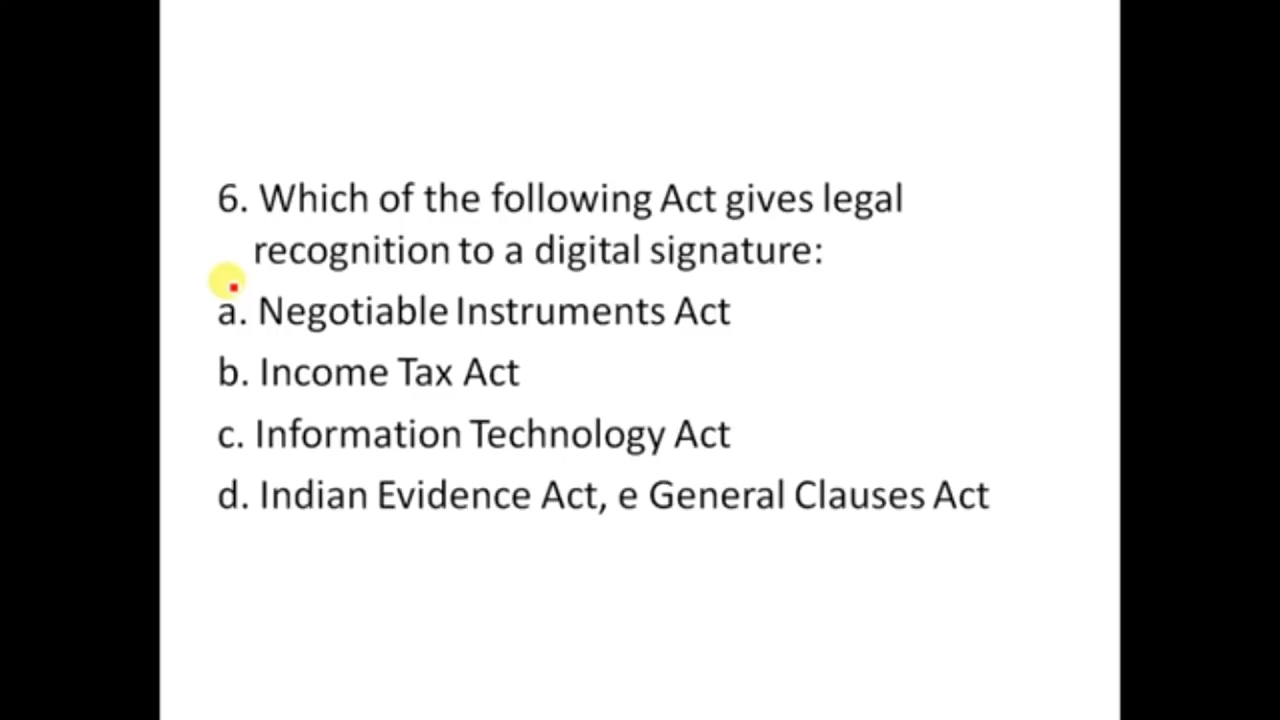 6. Which of the following Act gives legal
recognition to a digital signature:
a. Negotiable Instruments Act
b. Income Tax Act
c. Information Technology Act
d. Indian Evidence Act, e General Clauses Act